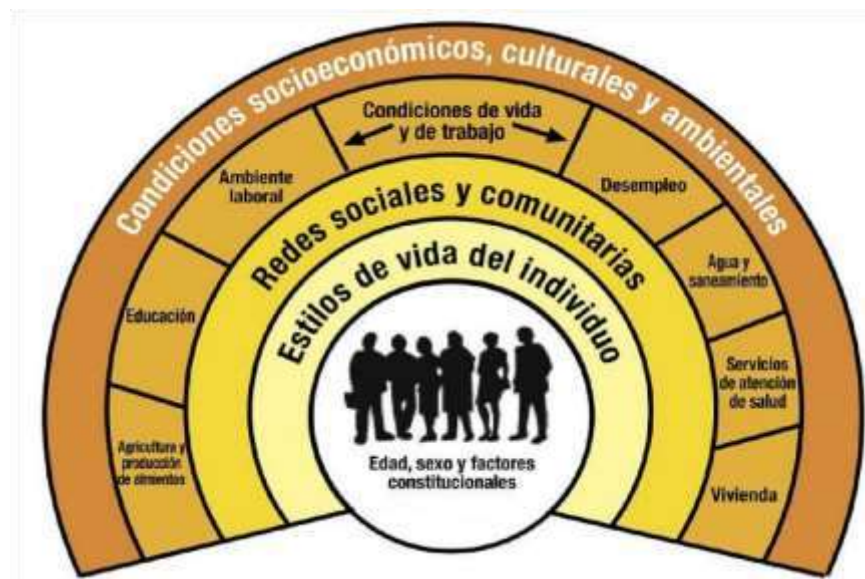 Condiciones socioeconómicos, culturales y ambientales
Condiciones de vida
y de trabajo
Ambiente
laboral
Desempleo
Educación
Agua y
saneamiento
Agricultura y
producción
de alimentos
Servicios
de atención
de salud
Vivienda
Redes sociales y comunitarias
Estilos de vida del individuo
Edad, sexo y factores
constitucionales